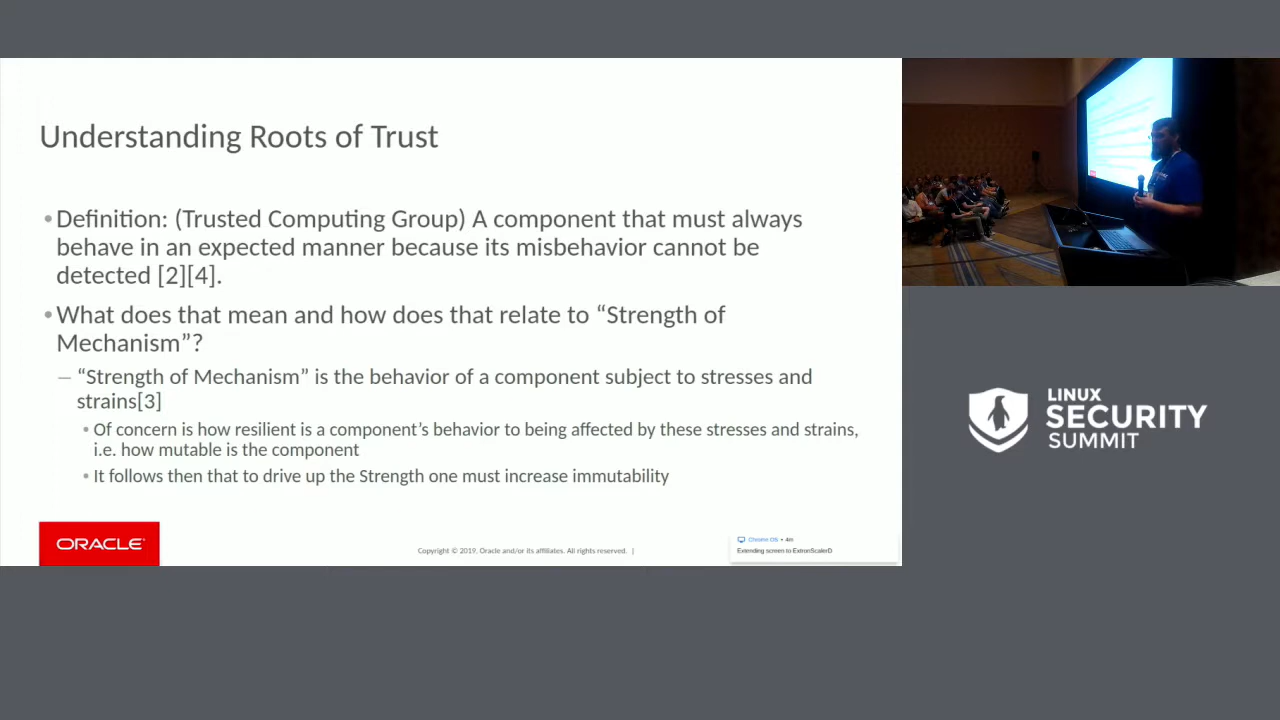 Understanding Roots of Trust
•Definition: (Trusted Computing Group) A component that must always
behave in an expected manner because its misbehavior cannot be
detected [2][4].
•What does that mean and how does that relate to “Strength of
Mechanism”?
– “Strength of Mechanism” is the behavior of a component subject to stresses and
strains[3]
• Of concern is how resilient is a component’s behavior to being affected by these stresses and strains,
i.e. how mutable is the component
• It follows then that to drive up the Strength one must increase immutability
ORACLE
Copyright © 2019, Oracle and/or its affiliates. All rights reserved. |
Chrome OS • 4m
Extending screen to ExtronScalerD
LINUX
SECURITY
SUMMIT